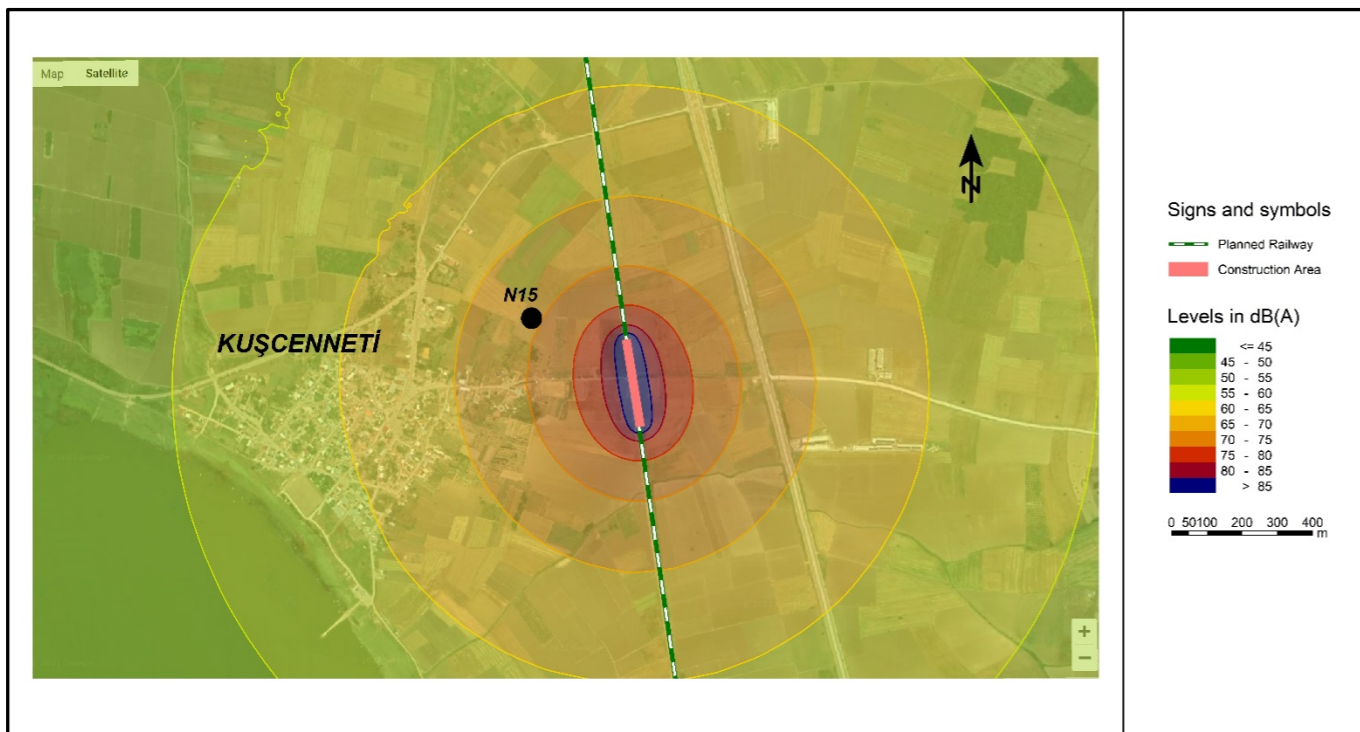 Map Satellite
N
N15
KUŞCENNETİ
+
−
Signs and symbols
Planned Railway
Construction Area
Levels in dB(A)
<= 45
45 - 50
50 - 55
55 - 60
60 - 65
65 - 70
70 - 75
75 - 80
80 - 85
> 85
0 50100 200 300 400
m